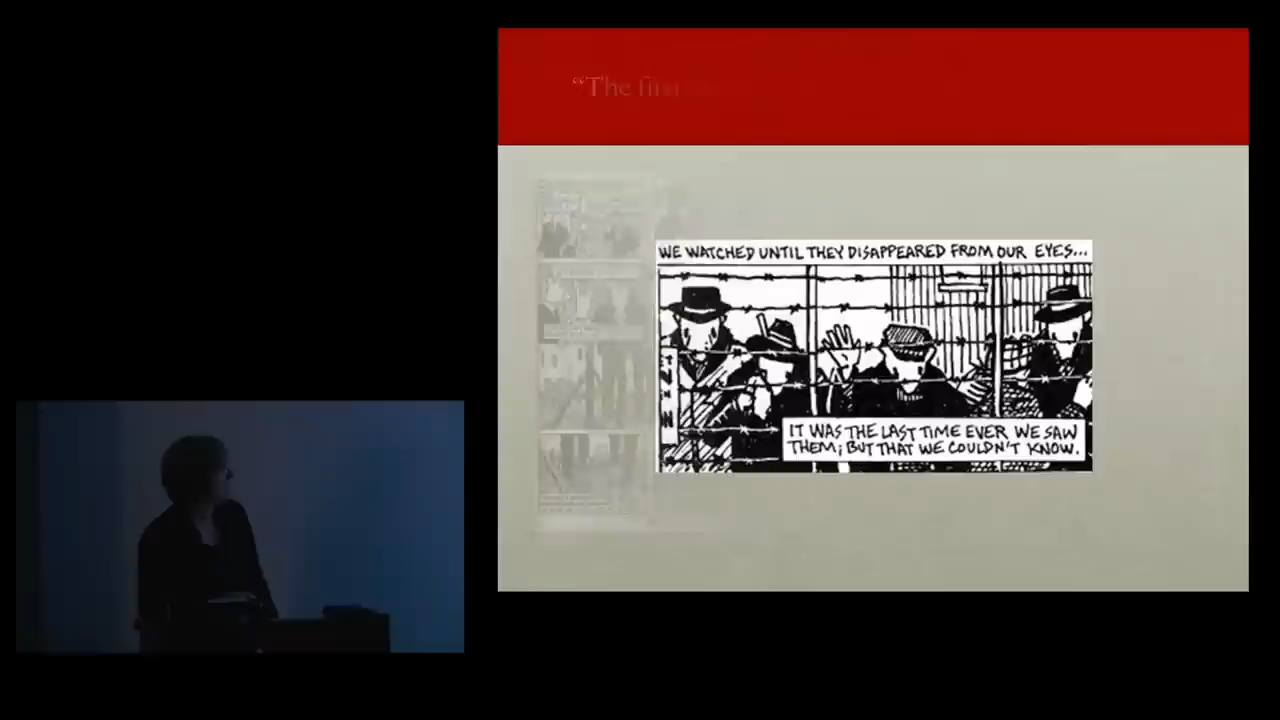 “The first
WE WATCHED UNTIL THEY DISAPPEARED FROM OUR EYES...
IT WAS THE LAST TIME EVER WE SAW
THEM; BUT THAT WE COULDN'T KNOW.